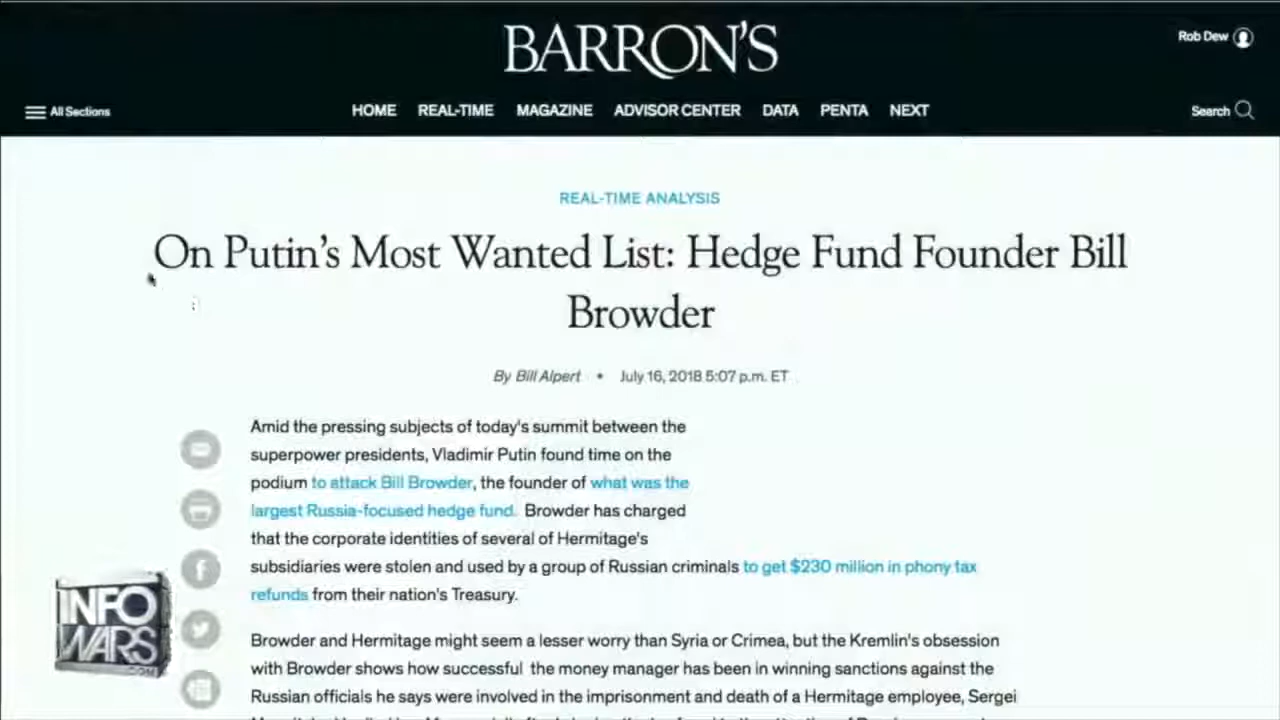 BARRON'S
Rob Dew
All Sections
HOME REAL-TIME MAGAZINE ADVISOR CENTER DATA PENTA NEXT
Search
REAL-TIME ANALYSIS
On Putin's Most Wanted List: Hedge Fund Founder Bill
Browder
By Bill Alpert • July 16, 2018 5:07 p.m. ET
Amid the pressing subjects of today's summit between the
superpower presidents, Vladimir Putin found time on the
podium to attack Bill Browder, the founder of what was the
largest Russia-focused hedge fund. Browder has charged
that the corporate identities of several of Hermitage's
subsidiaries were stolen and used by a group of Russian criminals to get $230 million in phony tax
refunds from their nation's Treasury.
Browder and Hermitage might seem a lesser worry than Syria or Crimea, but the Kremlin's obsession
with Browder shows how successful the money manager has been in winning sanctions against the
Russian officials he says were involved in the imprisonment and death of a Hermitage employee, Sergei
INFO
WARS
.COM